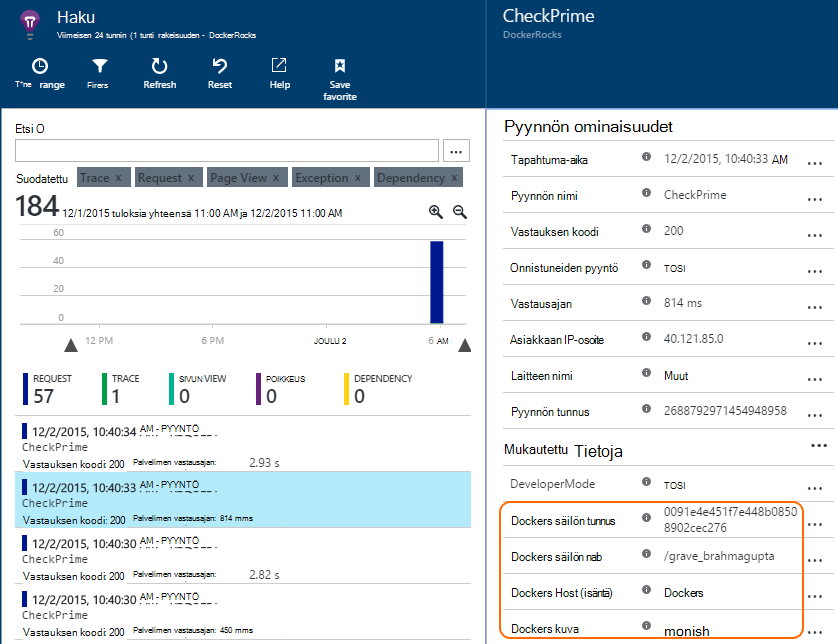 Haku
Viimeisen 24 tunnin (1 tunti rakeisuuden - DockerRocks
range Firers Refresh Reset Help Save favorite
Etsi O
...
Suodatettu Trace x Request x Page View x Exception x Dependency x
184 12/1/2015 tuloksia yhteensä 11:00 AM ja 12/2/2015 11:00 AM
60
40
20
0
12 PM 6 PM JOULU 2 6 AM
REQUEST TRACE SIVUN VIEW POIKKEUS DEPENDENCY
57 1 0 0 0
12/2/2015, 10:40:34 AM - PYYNTÖ
CheckPrime
Vastauksen koodi: 200 Palvelimen vastausajan: 2.93 s
12/2/2015, 10:40:33 AM - PYYNTÖ
CheckPrime
Vastauksen koodi: 200 Palvelimen vastausajan: 814 mms
12/2/2015, 10:40:30 AM - PYYNTÖ
CheckPrime
Vastauksen koodi: 200 Palvelimen vastausajan: 2.82 s
12/2/2015, 10:40:30 AM - PYYNTÖ
CheckPrime
Vastauksen koodi: 200 Palvelimen vastausajan: 450 mms
CheckPrime
DockerRocks
Pyynnön ominaisuudet
Tapahtuma-aika 12/2/2015, 10:40:33 AM ...
Pyynnön nimi CheckPrime ...
Vastauksen koodi 200 ...
Onnistuneiden pyyntö TOSI ...
Vastausajan 814 ms ...
Asiakkaan IP-osoite 40.121.85.0 ...
Laitteen nimi Muut ...
Pyynnön tunnus 2688792971454948958 ...
Mukautettu Tietoja ...
DeveloperMode TOSI ...
Dockers säilön tunnus 0091e4e451f7e448b0850
8902cec276 ...
Dockers säilön nab /grave_brahmagupta ...
Dockers Host (isäntä) Dockers ...
Dockers kuva monish ...